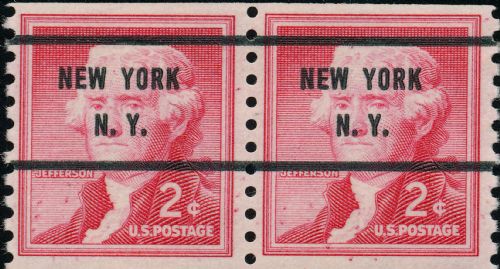 NEW YORK
N. Y.
JEFFERSON
2¢
U.S. POSTAGE
NEW YORK
N. Y.
JEFFERSON
2¢
U.S. POSTAGE